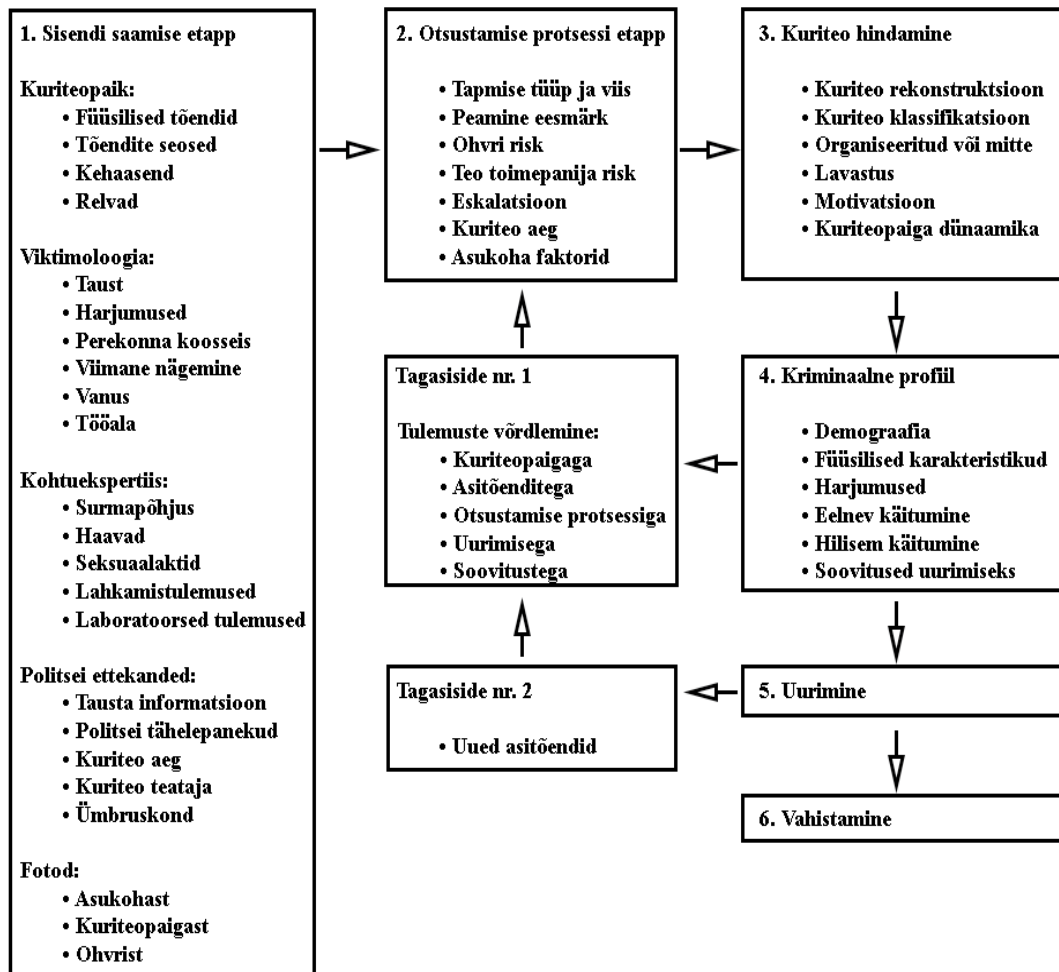 1. Sisendi saamise etapp
Kuriteopaik:
• Füüsilised tõendid
• Tõendite seosed
• Kehaasend
• Relvad
Viktimoloogia:
• Taust
• Harjumused
• Perekonna koosseis
• Viimane nägemine
• Vanus
• Tööala
Kohtuekspertiis:
• Surmapõhjus
• Haavad
• Seksuaalaktid
• Lahkamistulemused
• Laboratoorsed tulemused
Politsei ettekanded:
• Tausta informatsioon
• Politsei tähelepanekud
• Kuriteo aeg
• Kuriteo teataja
• Ümbruskond
Fotod:
• Asukohast
• Kuriteopaigast
• Ohvrist
2. Otsustamise protsessi etapp
• Tapmise tüüp ja viis
• Peamine eesmärk
• Ohvri risk
• Teo toimepanija risk
• Eskalatsioon
• Kuriteo aeg
• Asukoha faktorid
3. Kuriteo hindamine
• Kuriteo rekonstruktsioon
• Kuriteo klassifikatsioon
• Organiseeritud või mitte
• Lavastus
• Motivatsioon
• Kuriteopaiga dünaamika
4. Kriminaalne profiil
• Demograafia
• Füüsilised karakteristikud
• Harjumused
• Eelnev käitumine
• Hilisem käitumine
• Soovitused uurimiseks
Tagasiside nr. 1
Tulemuste võrdlemine:
• Kuriteopaigaga
• Asitõenditega
• Otsustamise protsessiga
• Uurimisega
• Soovitustega
5. Uurimine
Tagasiside nr. 2
• Uued asitõendid
6. Vahistamine